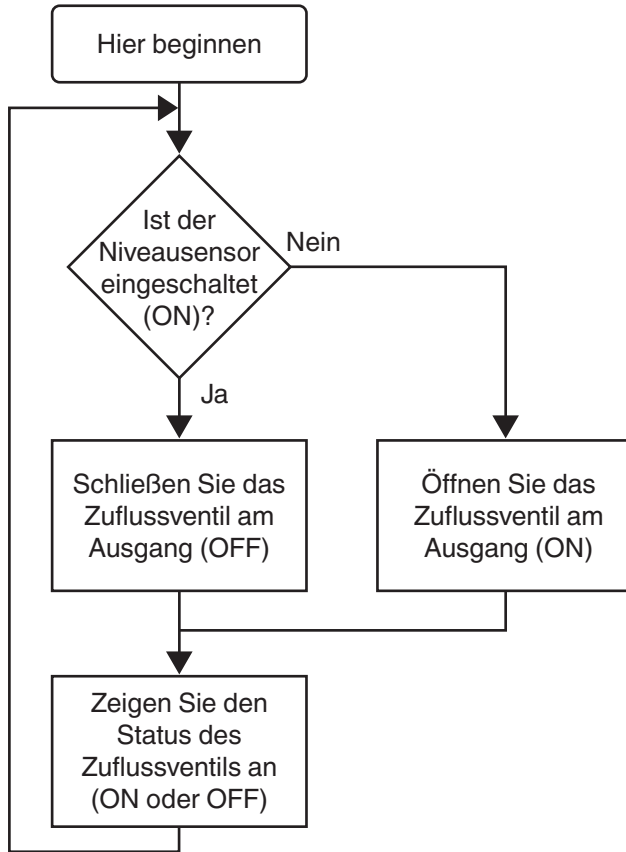 Hier beginnen
Ist der
Niveausensor
eingeschaltet
(ON)?
Nein
Ja
Schließen Sie das
Zuflussventil am
Ausgang (OFF)
Öffnen Sie das
Zuflussventil am
Ausgang (ON)
Zeigen Sie den
Status des
Zuflussventils an
(ON oder OFF)